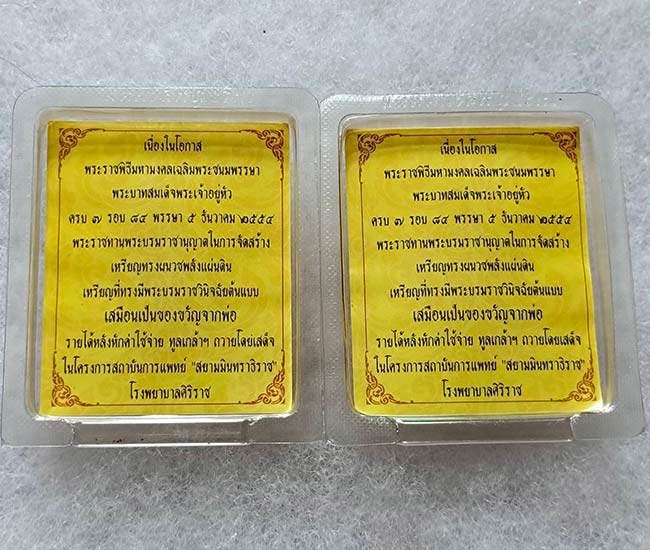 เนื่องในโอกาส
พระราชพิธีมหามงคลเฉลิมพระชนมพรรษา
พระบาทสมเด็จพระเจ้าอยู่หัว
ครบ ๗ รอบ ๘๔ พรรษา ๕ ธันวาคม ๒๕๕๔
พระราชทานพระบรมราชานุญาตในการจัดสร้าง
เหรียญทรงผนวชพลังแผ่นดิน
เหรียญที่ทรงมีพระบรมราชวินิจฉัยต้นแบบ
เสมือนเป็นของขวัญจากพ่อ
รายได้หลังหักค่าใช้จ่าย ทูลเกล้าฯ ถวายโดยเสด็จ
ในโครงการสถาบันการแพทย์ "สยามมินทราธิราช"
โรงพยาบาลศิริราช
เนื่องในโอกาส
พระราชพิธีมหามงคลเฉลิมพระชนมพรรษา
พระบาทสมเด็จพระเจ้าอยู่หัว
ครบ ๗ รอบ ๘๔ พรรษา ๕ ธันวาคม ๒๕๕๔
พระราชทานพระบรมราชานุญาตในการจัดสร้าง
เหรียญทรงผนวชพลังแผ่นดิน
เหรียญที่ทรงมีพระบรมราชวินิจฉัยต้นแบบ
เสมือนเป็นของขวัญจากพ่อ
รายได้หลังหักค่าใช้จ่าย ทูลเกล้าฯ ถวายโดยเสด็จ
ในโครงการสถาบันการแพทย์ "สยามมินทราธิราช"
โรงพยาบาลศิริราช